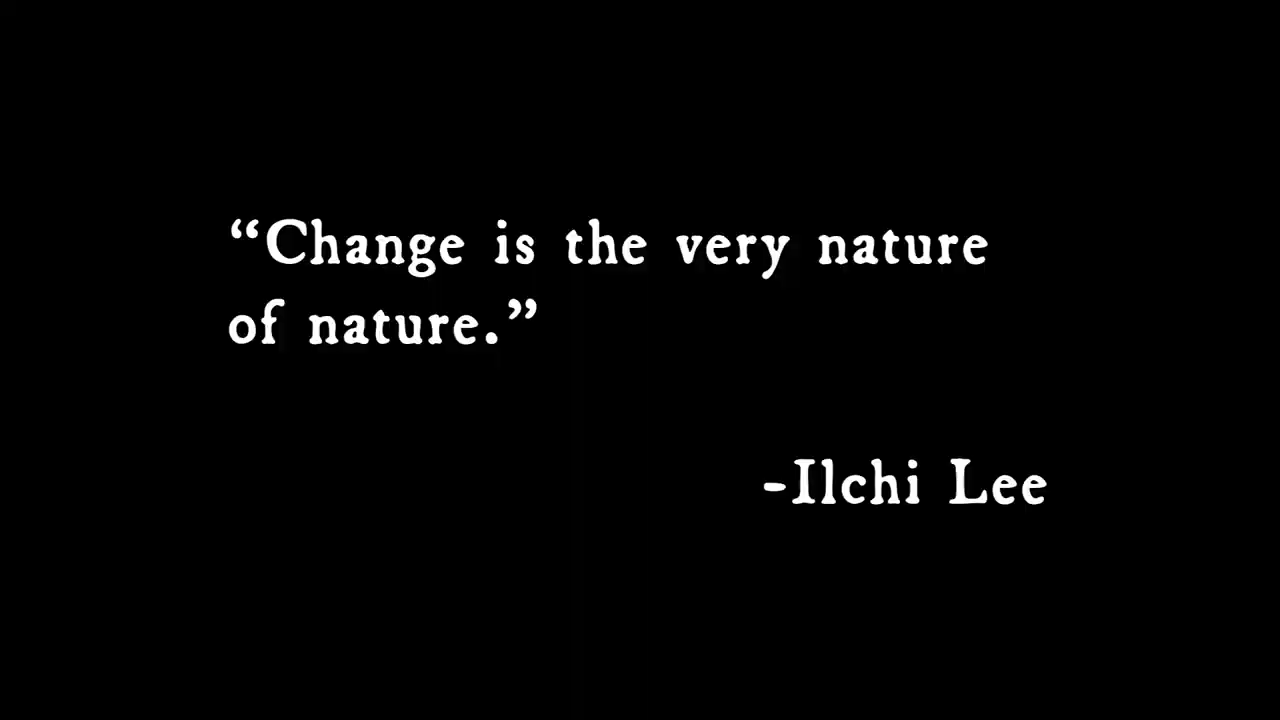 “Change is the very nature
of nature.”
-Ilchi Lee